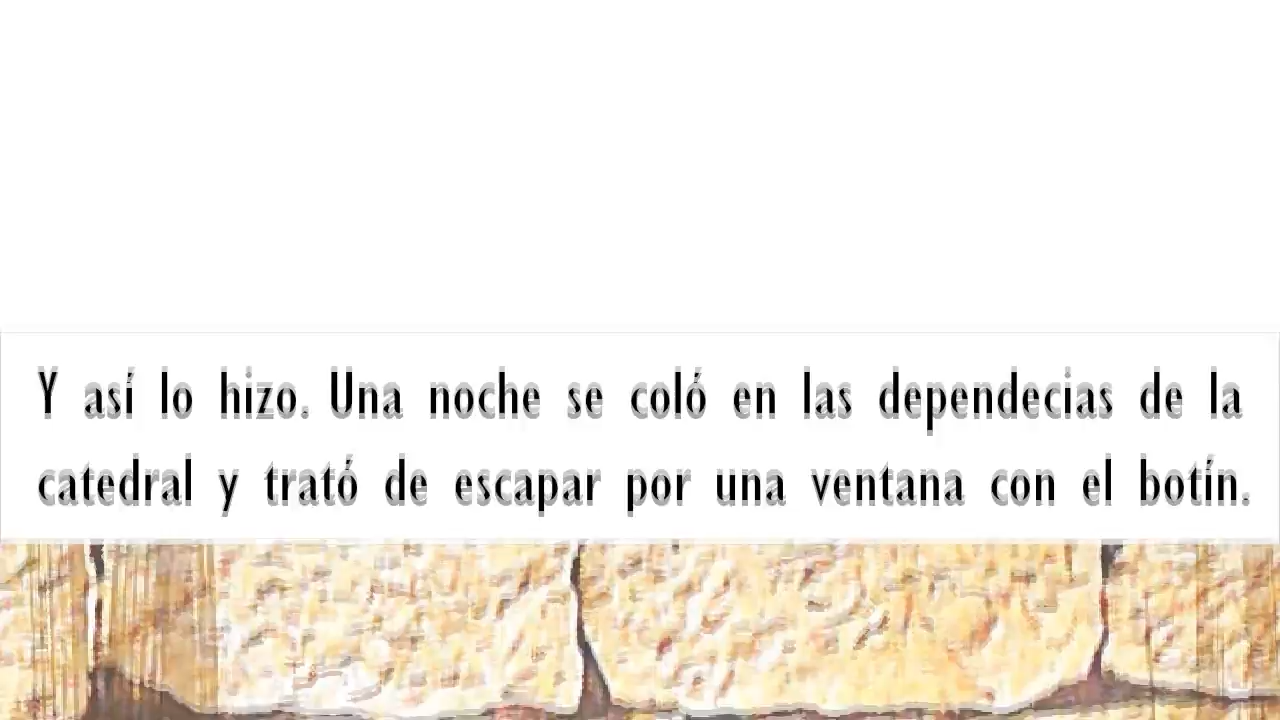 Y así lo hizo. Una noche se coló en las dependecias de la
catedral y trató de escapar por una ventana con el botín.